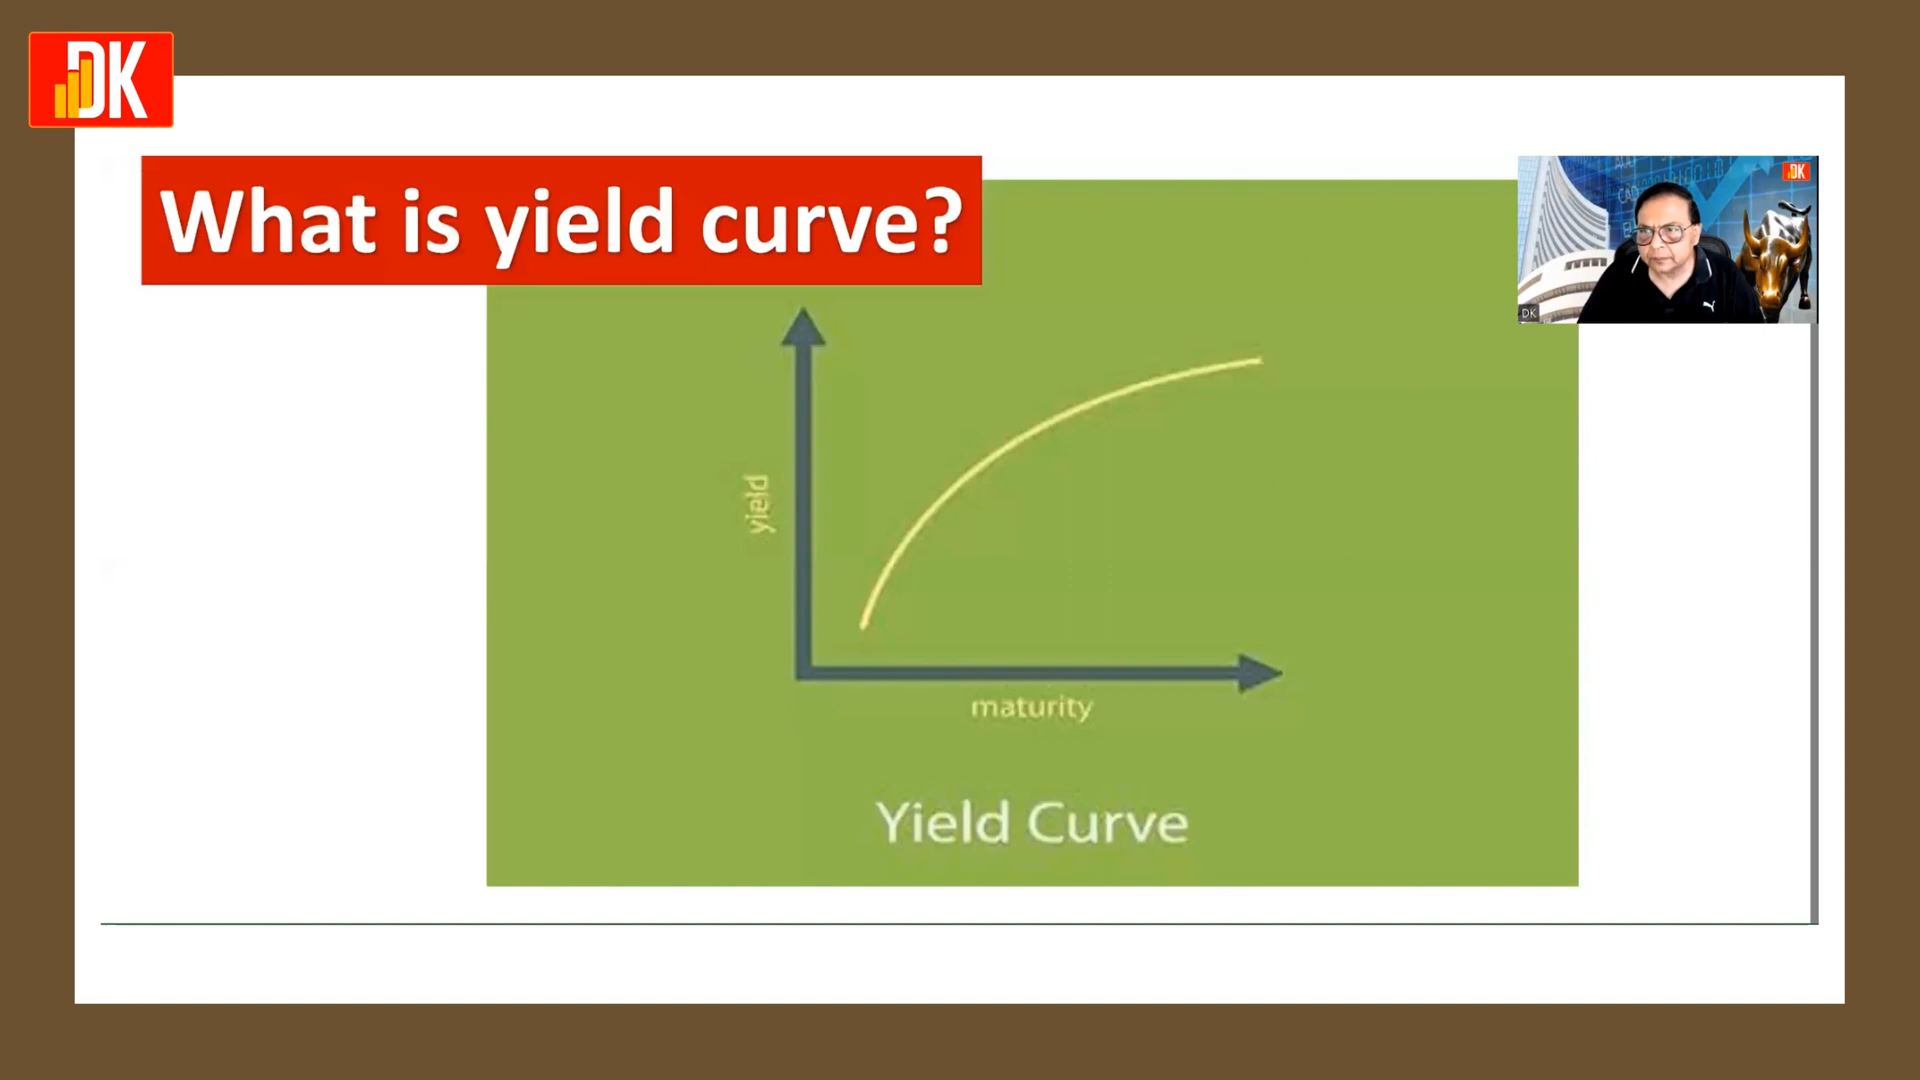 DK
What is yield curve?
DK
DK
yield
maturity
Yield Curve